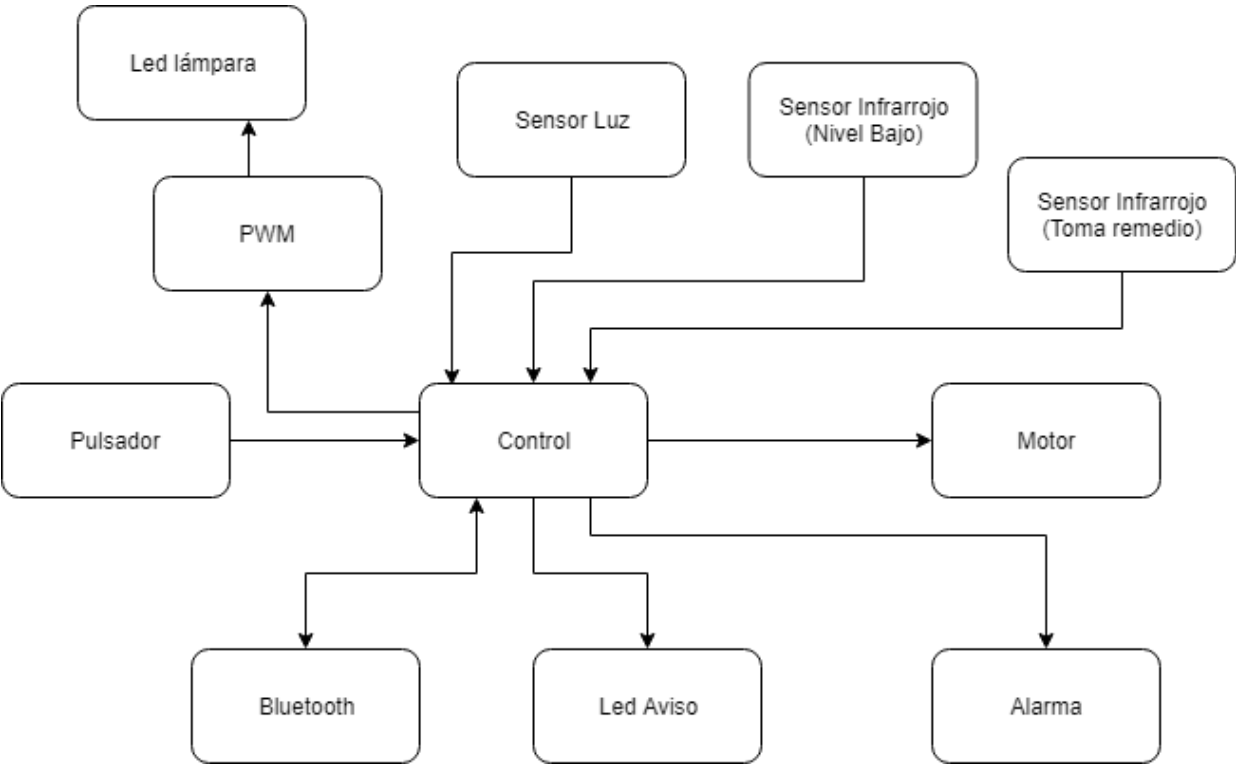 Led lámpara
Sensor Luz
Sensor Infrarrojo
(Nivel Bajo)
Sensor Infrarrojo
(Toma remedio)
PWM
Pulsador
Control
Motor
Bluetooth
Led Aviso
Alarma